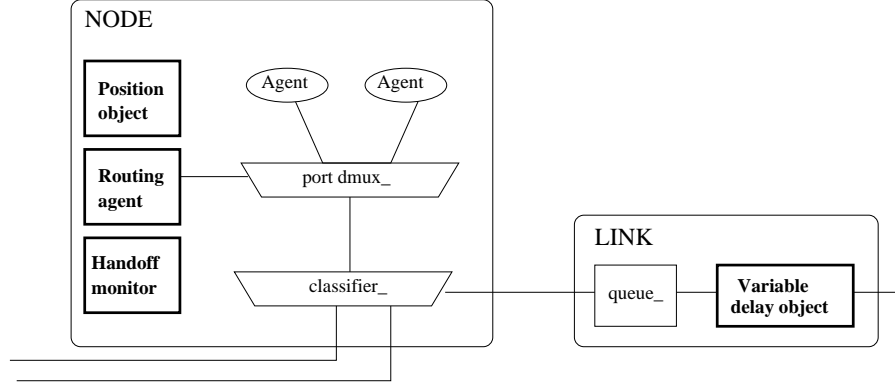 NODE
Position
object
Agent
Agent
Routing
agent
port dmux_
Handoff
monitor
classifier_
LINK
queue_
Variable
delay object